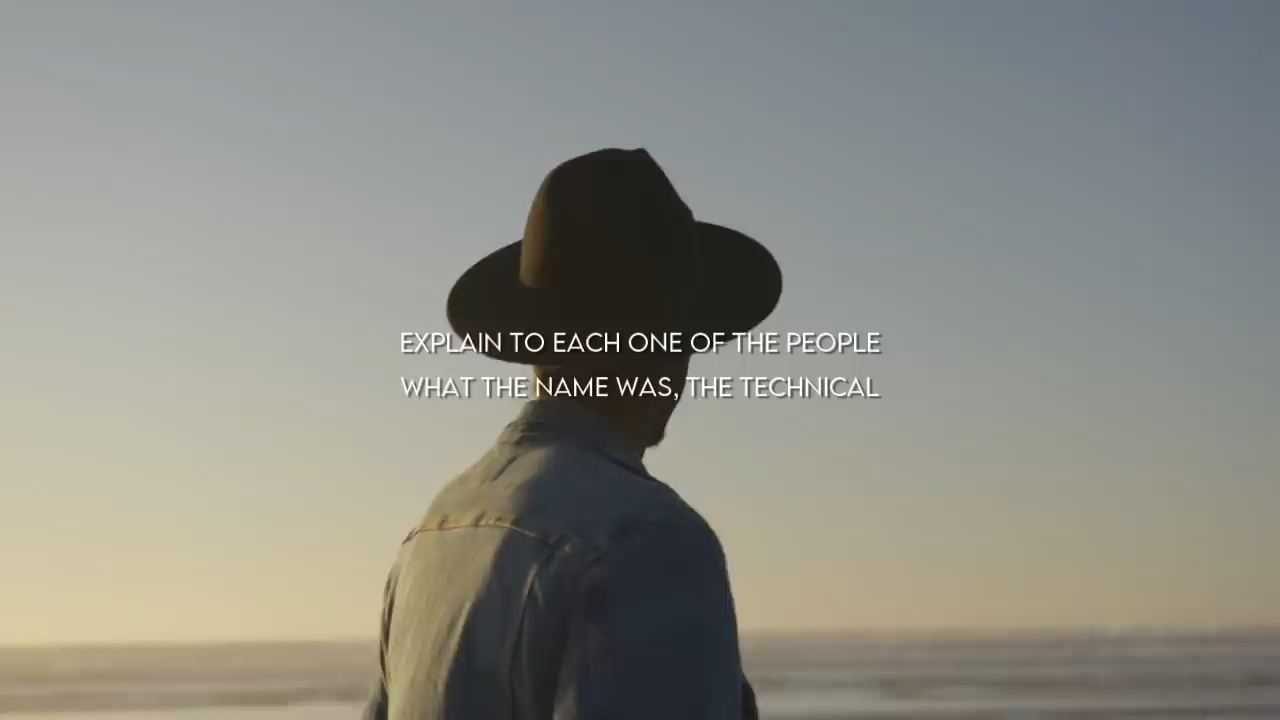 EXPLAIN TO EACH ONE OF THE PEOPLE
WHAT THE NAME WAS, THE TECHNICAL